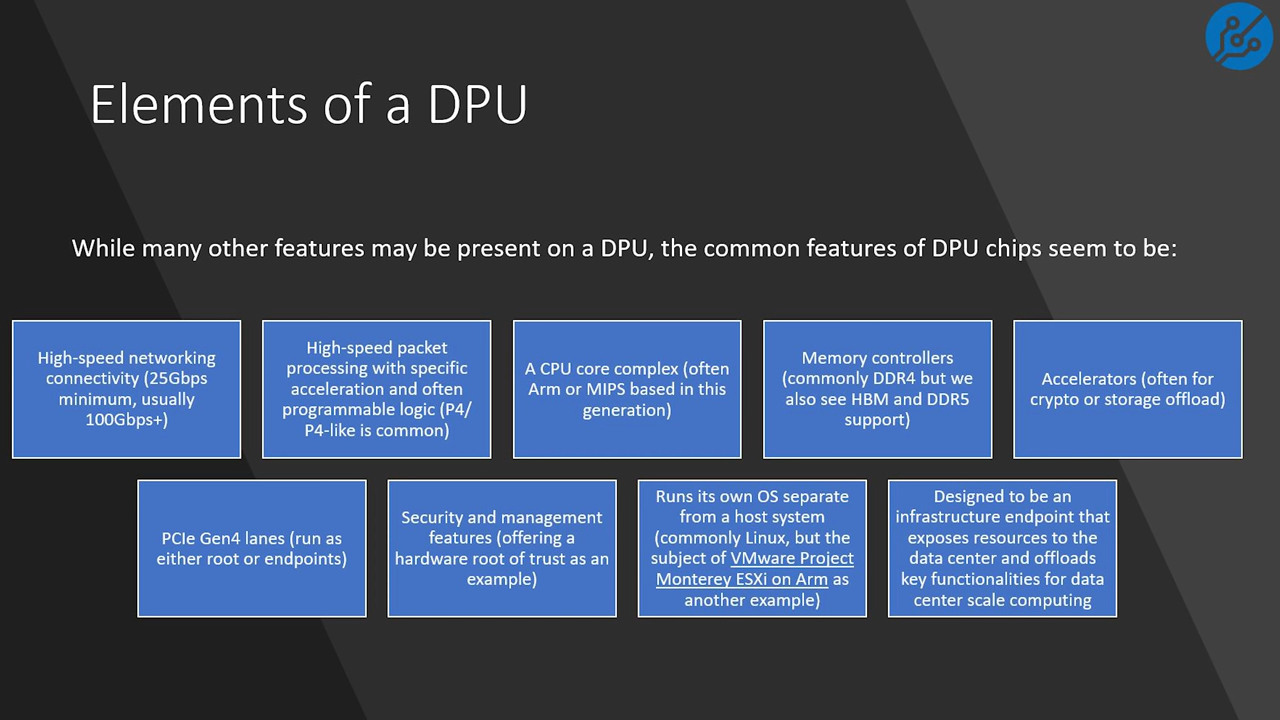 Elements of a DPU
While many other features may be present on a DPU, the common features of DPU chips seem to be:
High-speed networking
connectivity (25Gbps
minimum, usually
100Gbps+)
High-speed packet
processing with specific
acceleration and often
programmable logic (P4/
P4-like is common)
A CPU core complex (often
Arm or MIPS based in this
generation)
Memory controllers
(commonly DDR4 but we
also see HBM and DDR5
support)
Accelerators (often for
crypto or storage offload)
PCIe Gen4 lanes (run as
either root or endpoints)
Security and management
features (offering a
hardware root of trust as an
example)
Runs its own OS separate
from a host system
(commonly Linux, but the
subject of VMware Project
Monterey ESXi on Arm as
another example)
Designed to be an
infrastructure endpoint that
exposes resources to the
data center and offloads
key functionalities for data
center scale computing